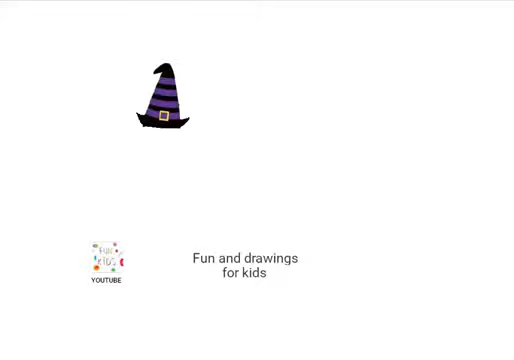 FUN
KIDS
Fun and drawings
for kids
YOUTUBE